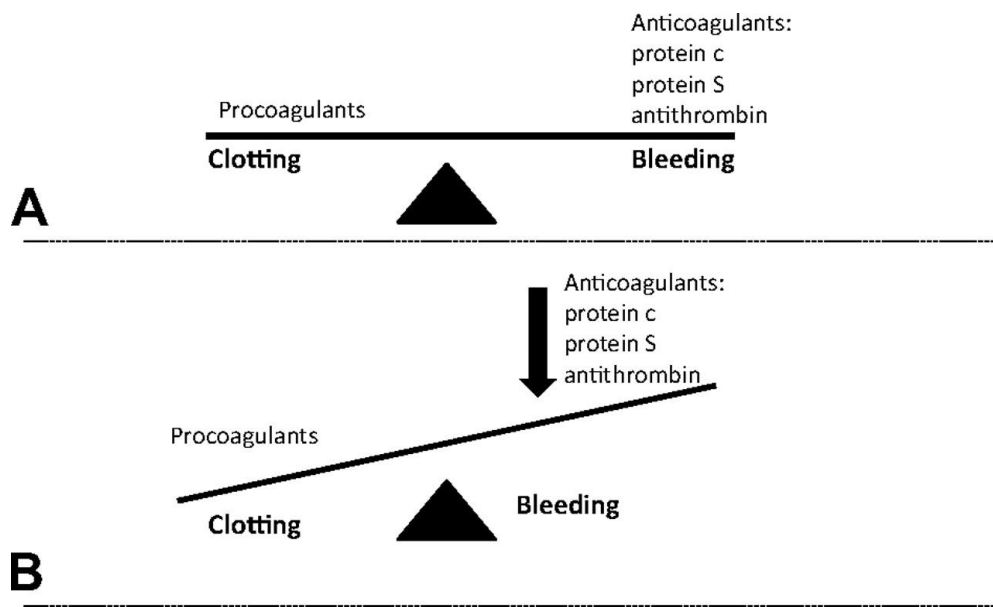 Anticoagulants:
protein c
protein S
antithrombin
Procoagulants
Clotting
Bleeding
A
Anticoagulants:
protein c
protein S
antithrombin
Procoagulants
Clotting
Bleeding
B